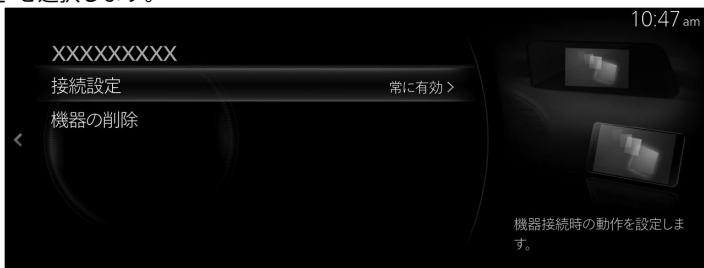 を選択します。
10:47 am
XXXXXXXXX
接続設定 常に有効 >
機器の削除
機器接続時の動作を設定しま
す。